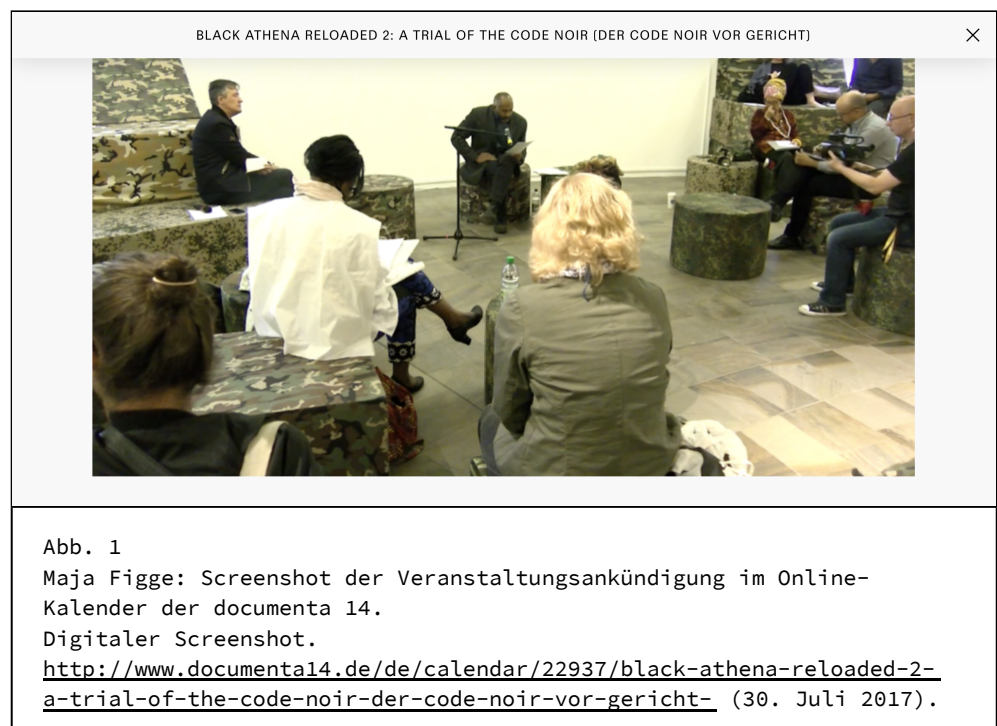 BLACK ATHENA RELOADED 2: A TRIAL OF THE CODE NOIR (DER CODE NOIR VOR GERICHT)
Abb. 1
Maja Figge: Screenshot der Veranstaltungsankündigung im Online-
Kalender der documenta 14.
Digitaler Screenshot.
http://www.documenta14.de/de/calendar/22937/black-athena-reloaded-2-
a-trial-of-the-code-noir-der-code-noir-vor-gericht- (30. Juli 2017).